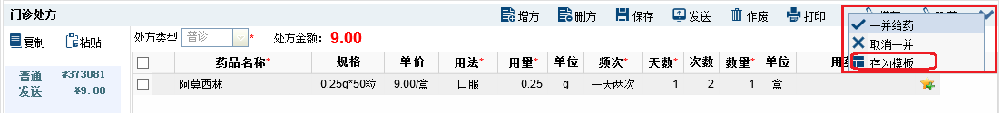 门诊处方 增方 删方 保存 发送 作废 打印
复制 粘贴 处方类型 普诊 处方金额: 9.00
一并给药
取消一并
存为模板
药品名称* 规格 单价 用法* 用量* 单位 频次* 天数* 次数 数量* 单位
普通 #373081
发送 ¥9.00
阿莫西林 0.25g*50粒 9.00/盒 口服 0.25 g 一天两次 1 2 1 盒